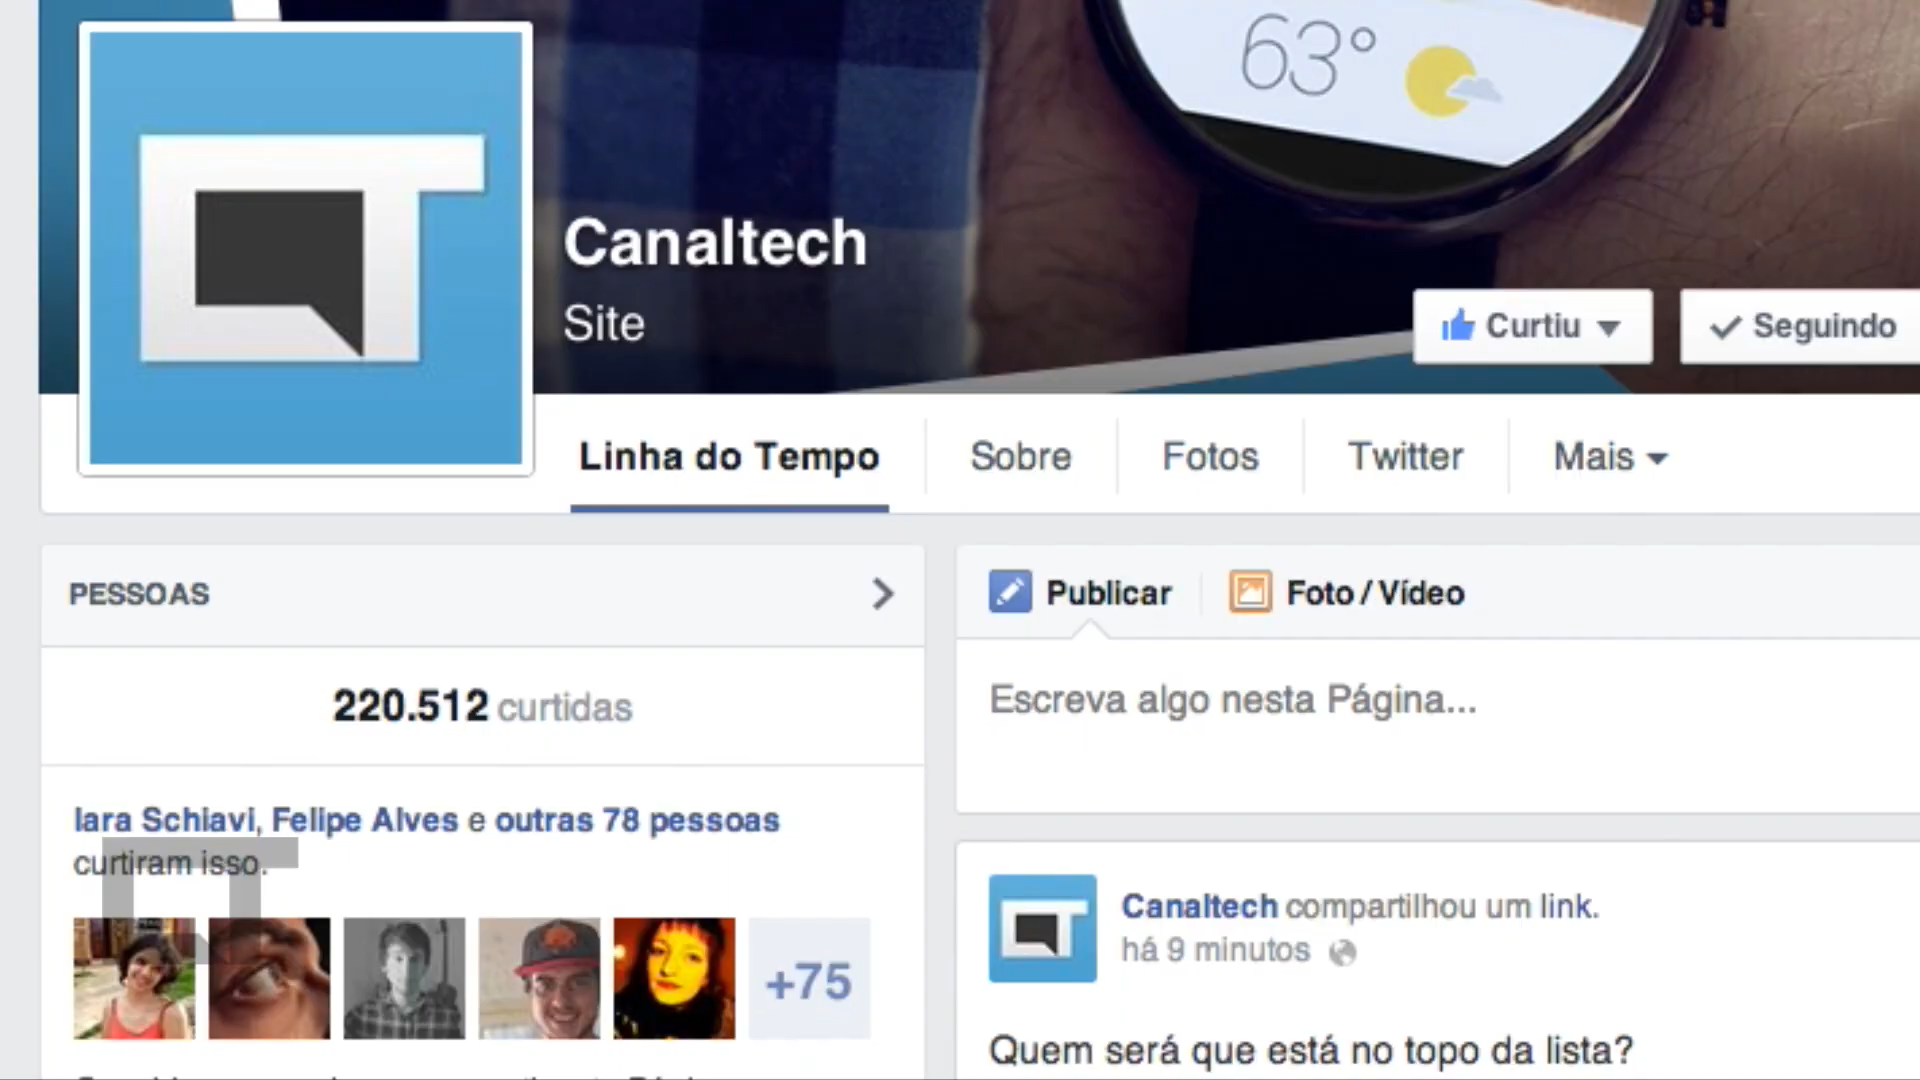 63°
Canaltech
Site
Curtiu
Seguindo
Linha do Tempo
Sobre
Fotos
Twitter
Mais
PESSOAS
220.512 curtidas
Iara Schiavi, Felipe Alves e outras 78 pessoas
curtiram isso.
+75
Publicar
Foto / Vídeo
Escreva algo nesta Página...
Canaltech compartilhou um link.
há 9 minutos
Quem será que está no topo da lista?